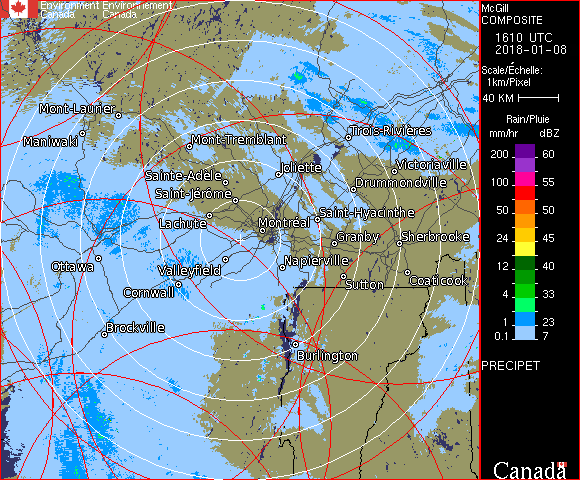 Environment Environnement
Canada Canada
McGill
COMPOSITE
1610 UTC
2018-01-08
Scale/Échelle:
1km/Pixel
40 KM
Rain/Pluie
mm/hr dBZ
200 60
100 55
50 50
24 45
12 40
4 33
1 23
0.1 7
PRECIPET
Canada
Mont-Laurier
Maniwaki
Mont-Tremblant
Trois-Rivières
Sainte-Adèle
Joliette
Victoriaville
Saint-Jérôme
Drummondville
Lachute
Montréal
Saint-Hyacinthe
Granby
Sherbrooke
Ottawa
Valleyfield
Napierville
Cornwall
Sutton
Coaticook
Brockville
Burlington